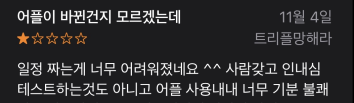 어플이 바뀐건지 모르겠는데
11월 4일
★☆☆☆☆
트리플망해라
일정 짜는게 너무 어려워졌네요 ^^ 사람갖고 인내심
테스트하는것도 아니고 어플 사용내내 너무 기분 불쾌